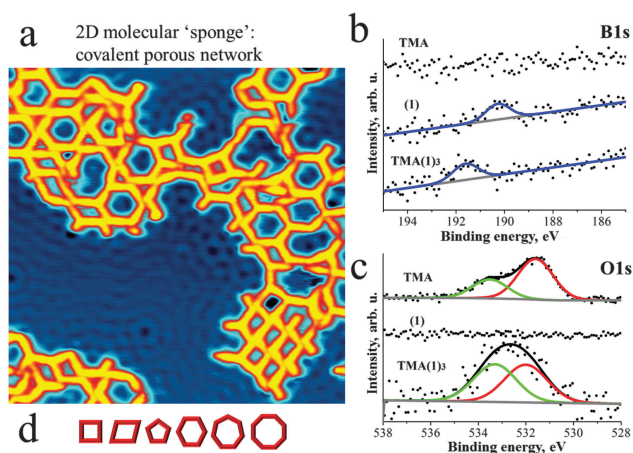 a
2D molecular ‘sponge’:
covalent porous network
b
B1s
TMA
(1)
TMA(1)3
Intensity, arb. u.
194 192 190 188 186
Binding energy, eV
c
O1s
TMA
(1)
TMA(1)3
Intensity, arb. u.
538 536 534 532 530 528
Binding energy, eV
d